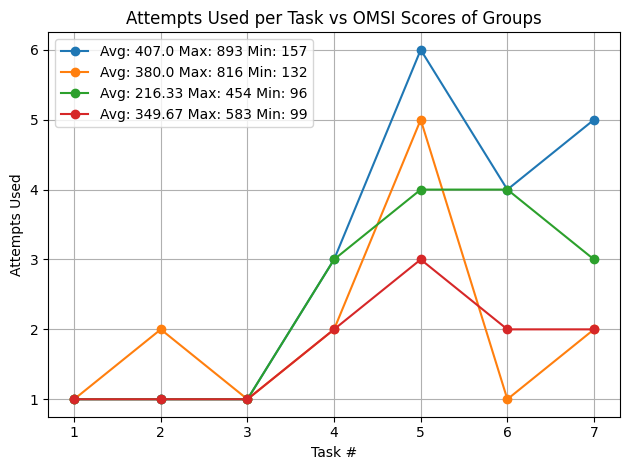 Attempts Used per Task vs OMSI Scores of Groups
Avg: 407.0 Max: 893 Min: 157
Avg: 380.0 Max: 816 Min: 132
Avg: 216.33 Max: 454 Min: 96
Avg: 349.67 Max: 583 Min: 99
Attempts Used
6
5
4
3
2
1
1 2 3 4 5 6 7
Task #